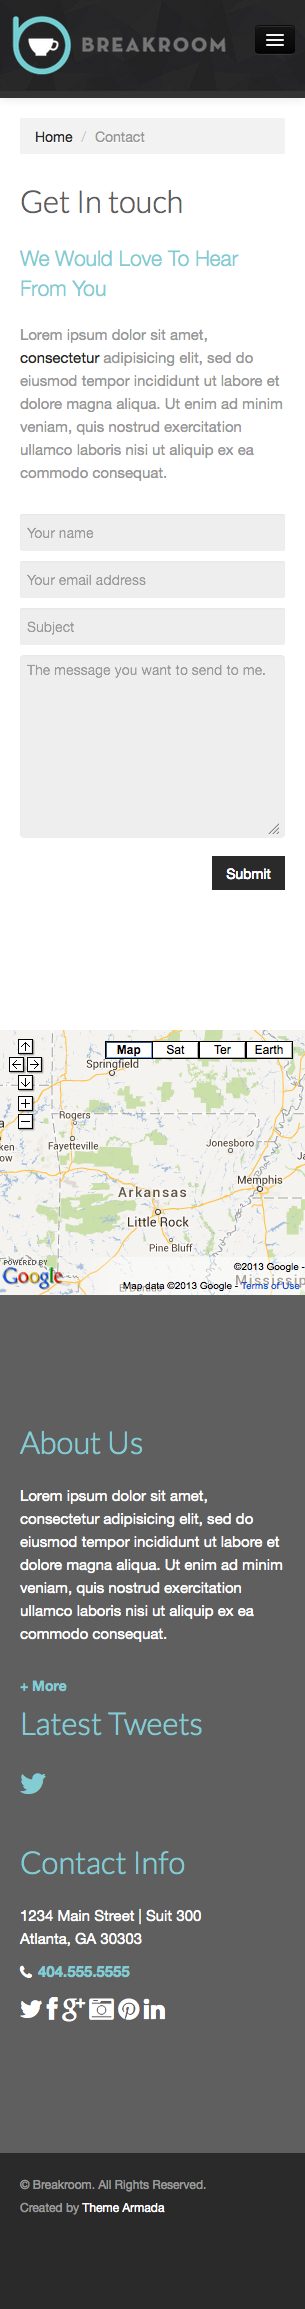 BREAKROOM
Home / Contact
Get In touch
We Would Love To Hear
From You
Lorem ipsum dolor sit amet,
consectetur adipisicing elit, sed do
eiusmod tempor incididunt ut labore et
dolore magna aliqua. Ut enim ad minim
veniam, quis nostrud exercitation
ullamco laboris nisi ut aliquip ex ea
commodo consequat.
Your name
Your email address
Subject
The message you want to send to me.
Submit
Map Sat Ter Earth
Springfield
Rogers
Fayetteville
Jonesboro
Memphis
Arkansas
Little Rock
Pine Bluff
POWERED BY
Google
©2013 Google -
Mississip
Map data ©2013 Google - Terms of Use
About Us
Lorem ipsum dolor sit amet,
consectetur adipisicing elit, sed do
eiusmod tempor incididunt ut labore et
dolore magna aliqua. Ut enim ad minim
veniam, quis nostrud exercitation
ullamco laboris nisi ut aliquip ex ea
commodo consequat.
+ More
Latest Tweets
Contact Info
1234 Main Street | Suit 300
Atlanta, GA 30303
404.555.5555
© Breakroom. All Rights Reserved.
Created by Theme Armada